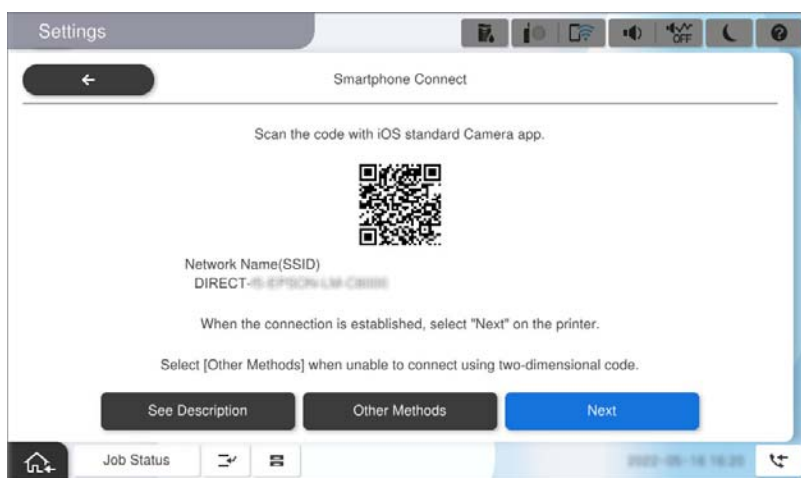 Settings
OFF
Smartphone Connect
Scan the code with iOS standard Camera app.
Network Name(SSID)
DIRECT-
When the connection is established, select "Next" on the printer.
Select [Other Methods] when unable to connect using two-dimensional code.
See Description
Other Methods
Next
Job Status